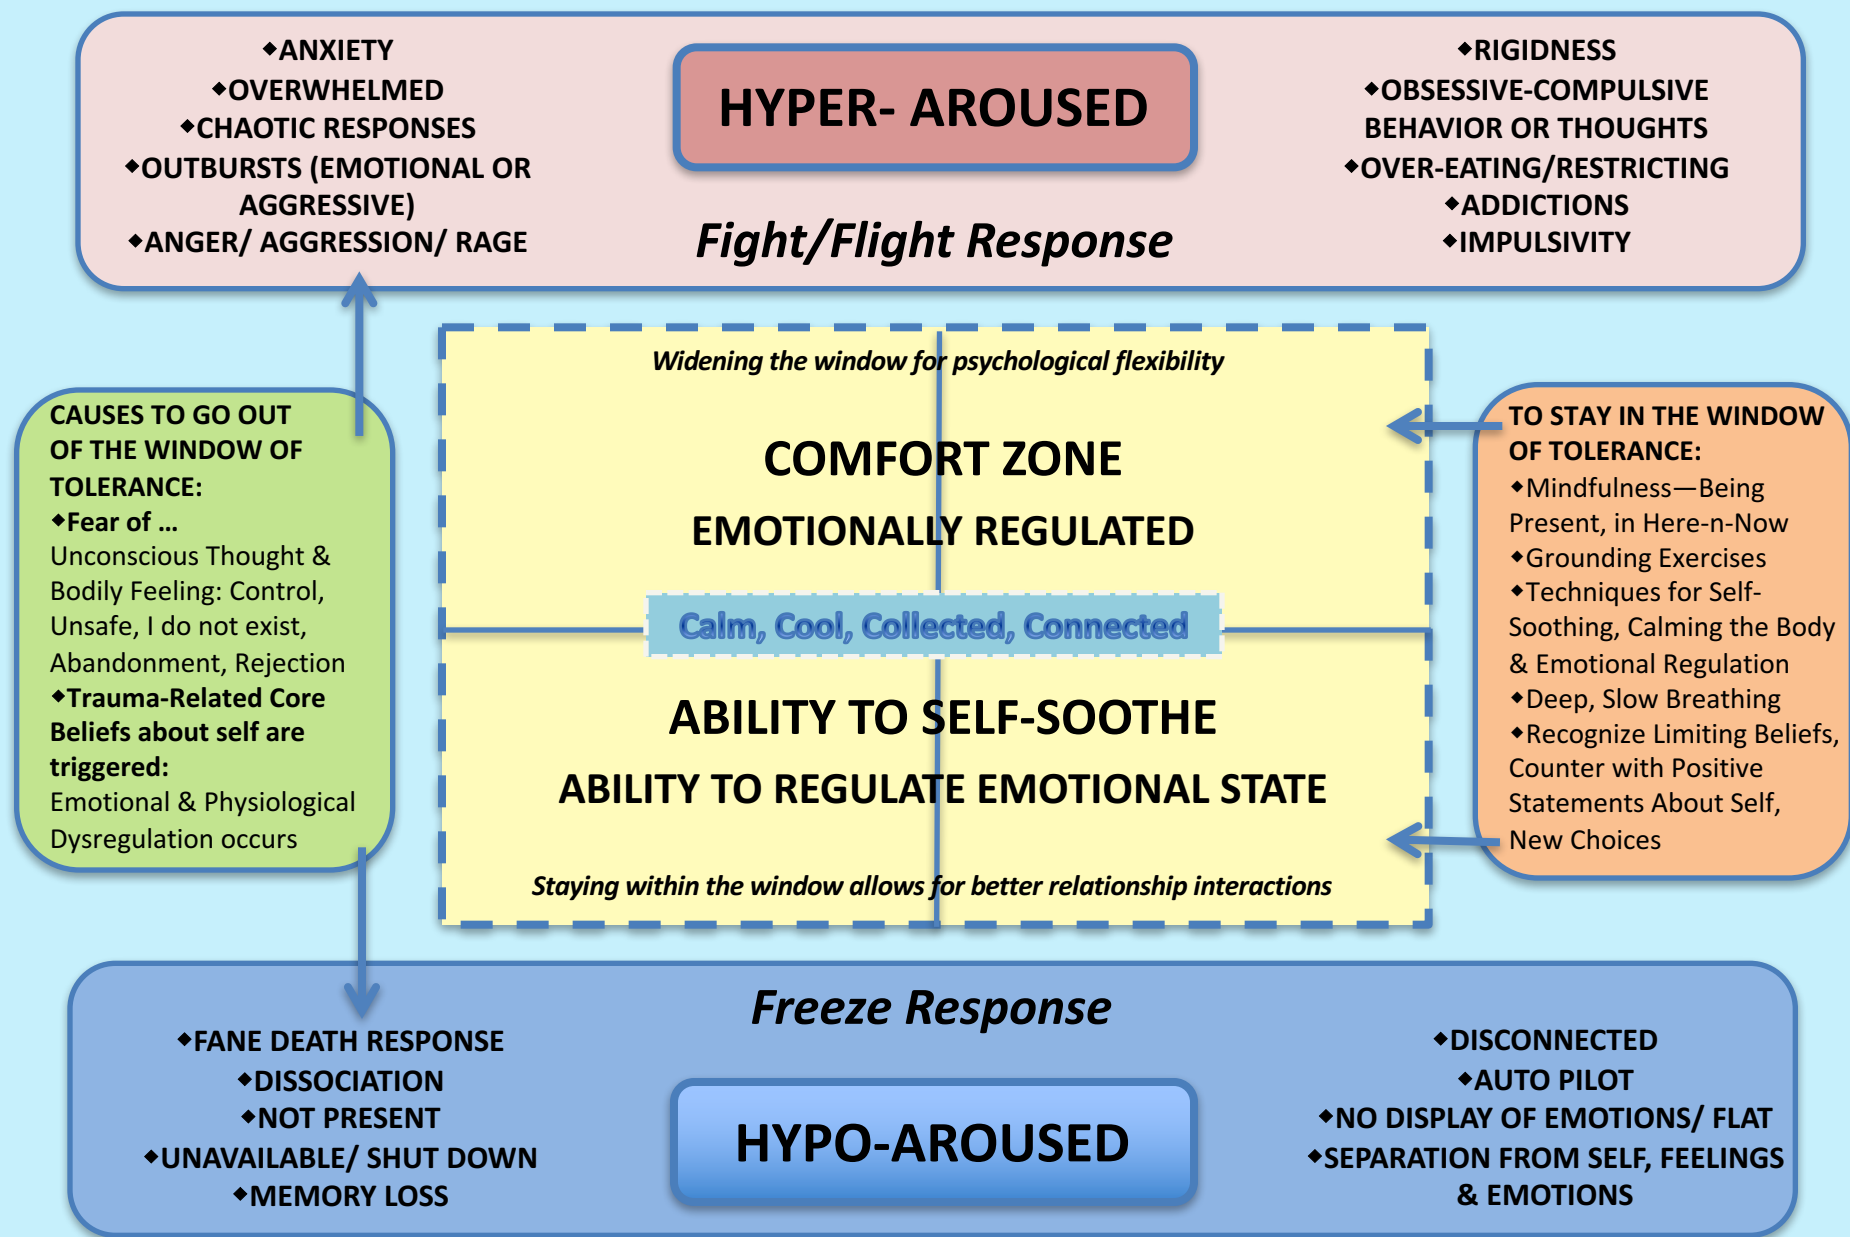 ◆ANXIETY
◆OVERWHELMED
◆CHAOTIC RESPONSES
◆OUTBURSTS (EMOTIONAL OR
AGGRESSIVE)
◆ANGER/ AGGRESSION/ RAGE
HYPER- AROUSED
Fight/Flight Response
◆RIGIDNESS
◆OBSESSIVE-COMPULSIVE
BEHAVIOR OR THOUGHTS
◆OVER-EATING/RESTRICTING
◆ADDICTIONS
◆IMPULSIVITY
CAUSES TO GO OUT
OF THE WINDOW OF
TOLERANCE:
◆Fear of …
Unconscious Thought &
Bodily Feeling: Control,
Unsafe, I do not exist,
Abandonment, Rejection
◆Trauma-Related Core
Beliefs about self are
triggered:
Emotional & Physiological
Dysregulation occurs
Widening the window for psychological flexibility
COMFORT ZONE
EMOTIONALLY REGULATED
Calm, Cool, Collected, Connected
ABILITY TO SELF-SOOTHE
ABILITY TO REGULATE EMOTIONAL STATE
Staying within the window allows for better relationship interactions
TO STAY IN THE WINDOW
OF TOLERANCE:
◆Mindfulness—Being
Present, in Here-n-Now
◆Grounding Exercises
◆Techniques for Self-
Soothing, Calming the Body
& Emotional Regulation
◆Deep, Slow Breathing
◆Recognize Limiting Beliefs,
Counter with Positive
Statements About Self,
New Choices
Freeze Response
◆FANE DEATH RESPONSE
◆DISSOCIATION
◆NOT PRESENT
◆UNAVAILABLE/ SHUT DOWN
◆MEMORY LOSS
HYPO-AROUSED
◆DISCONNECTED
◆AUTO PILOT
◆NO DISPLAY OF EMOTIONS/ FLAT
◆SEPARATION FROM SELF, FEELINGS
& EMOTIONS